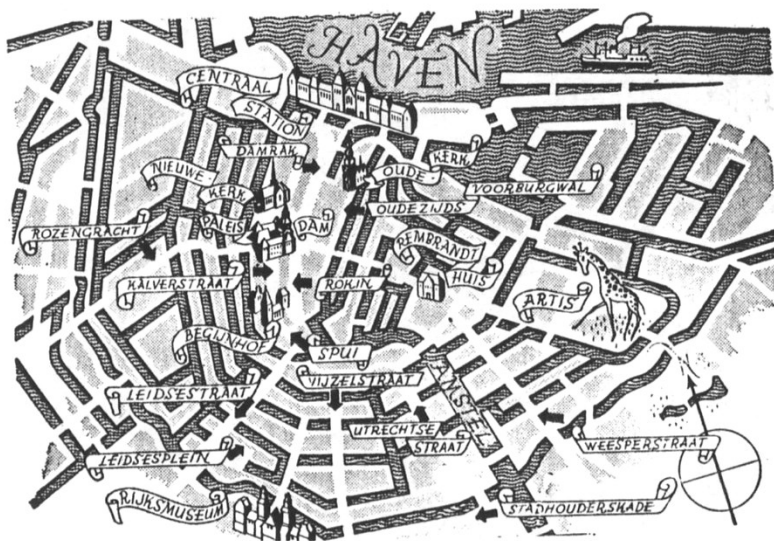 HAVEN
CENTRAAL
STATION
DAMRAK
OUDE
KERK
NIEUWE
KERK
VOORBURGWAL
OUDEZIJDS
PALEIS
DAM
ROZENGRACHT
REMBRANDT
HUIS
KALVERSTRAAT
ROKIN
ARTIS
BEGIJNHOF
SPUI
LEIDSESTRAAT
VIJZELSTRAAT
AMSTEL
UTRECHTSE
STRAAT
WEESPERSTRAAT
LEIDSEPLEIN
RIJKSMUSEUM
STADHOUDERSKADE